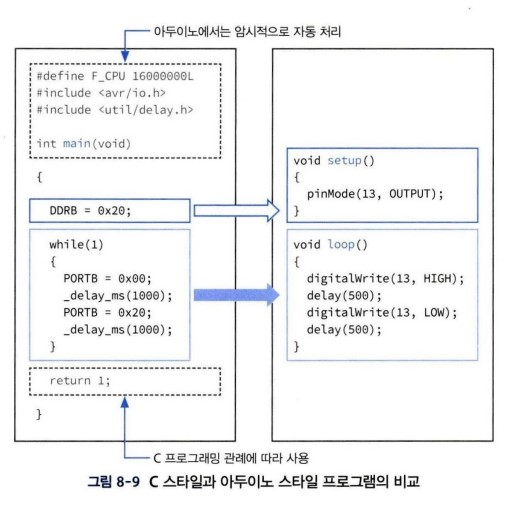 아두이노에서는 암시적으로 자동 처리
#define F_CPU 16000000L
#include <avr/io.h>
#include <util/delay.h>
int main(void)
{
DDRB = 0x20;
while(1)
{
PORTB = 0x00;
_delay_ms(1000);
PORTB = 0x20;
_delay_ms(1000);
}
return 1;
}
void setup()
{
pinMode(13, OUTPUT);
}
void loop()
{
digitalWrite(13, HIGH);
delay(500);
digitalWrite(13, LOW);
delay(500);
}
C 프로그래밍 관례에 따라 사용
그림 8-9 C 스타일과 아두이노 스타일 프로그램의 비교